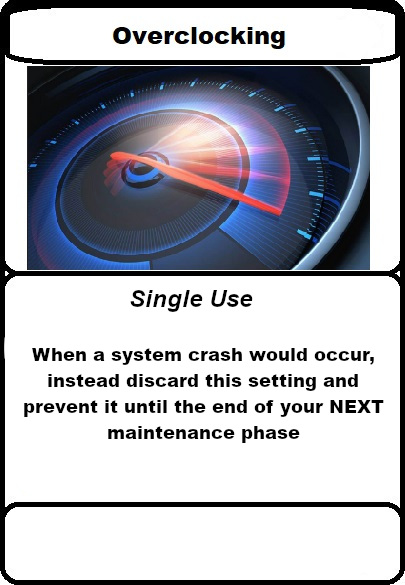 Overclocking
Single Use
When a system crash would occur,
instead discard this setting and
prevent it until the end of your NEXT
maintenance phase